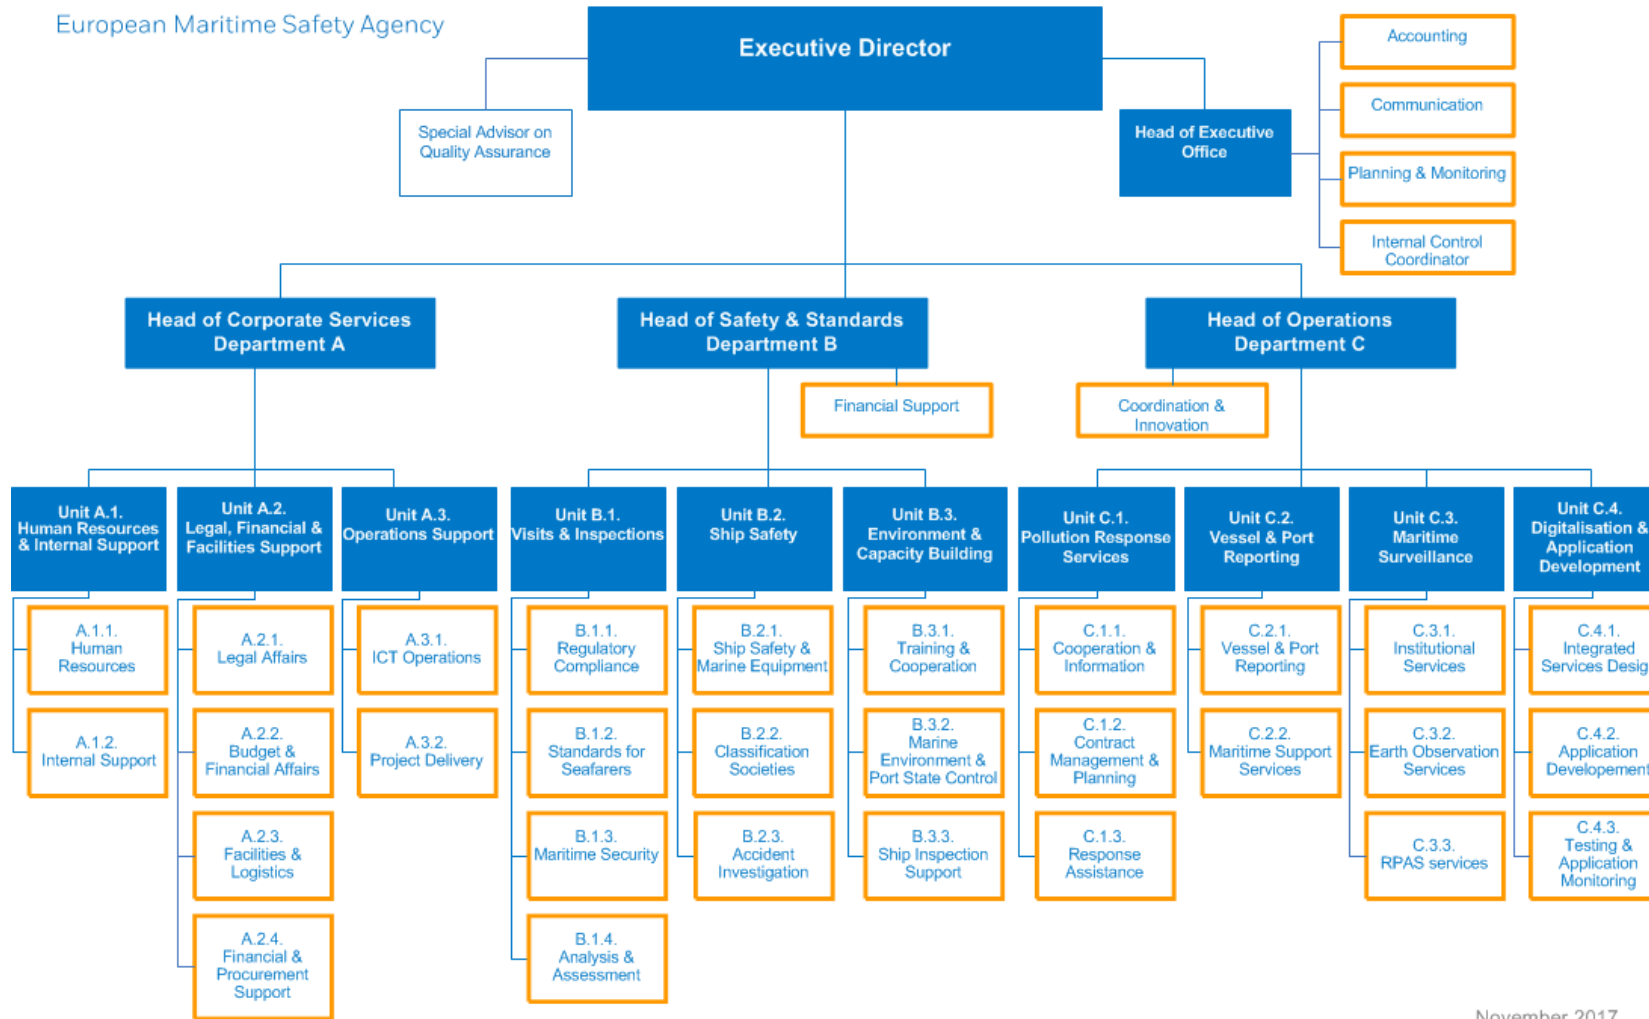 European Maritime Safety Agency
Executive Director
Special Advisor on
Quality Assurance
Head of Executive
Office
Accounting
Communication
Planning & Monitoring
Internal Control
Coordinator
Head of Corporate Services
Department A
Head of Safety & Standards
Department B
Head of Operations
Department C
Financial Support
Coordination &
Innovation
Unit A.1.
Human Resources
& Internal Support
Unit A.2.
Legal, Financial &
Facilities Support
Unit A.3.
Operations Support
Unit B.1.
Visits & Inspections
Unit B.2.
Ship Safety
Unit B.3.
Environment &
Capacity Building
Unit C.1.
Pollution Response
Services
Unit C.2.
Vessel & Port
Reporting
Unit C.3.
Maritime
Surveillance
Unit C.4.
Digitalisation &
Application
Development
A.1.1.
Human
Resources
A.2.1.
Legal Affairs
A.3.1.
ICT Operations
B.1.1.
Regulatory
Compliance
B.2.1.
Ship Safety &
Marine Equipment
B.3.1.
Training &
Cooperation
C.1.1.
Cooperation &
Information
C.2.1.
Vessel & Port
Reporting
C.3.1.
Institutional
Services
C.4.1.
Integrated
Services Desig
A.1.2.
Internal Support
A.2.2.
Budget &
Financial Affairs
A.3.2.
Project Delivery
B.1.2.
Standards for
Seafarers
B.2.2.
Classification
Societies
B.3.2.
Marine
Environment &
Port State Control
C.1.2.
Contract
Management &
Planning
C.2.2.
Maritime Support
Services
C.3.2.
Earth Observation
Services
C.4.2.
Application
Developement
A.2.3.
Facilities &
Logistics
B.1.3.
Maritime Security
B.2.3.
Accident
Investigation
B.3.3.
Ship Inspection
Support
C.1.3.
Response
Assistance
C.3.3.
RPAS services
C.4.3.
Testing &
Application
Monitoring
A.2.4.
Financial &
Procurement
Support
B.1.4.
Analysis &
Assessment
November 2017